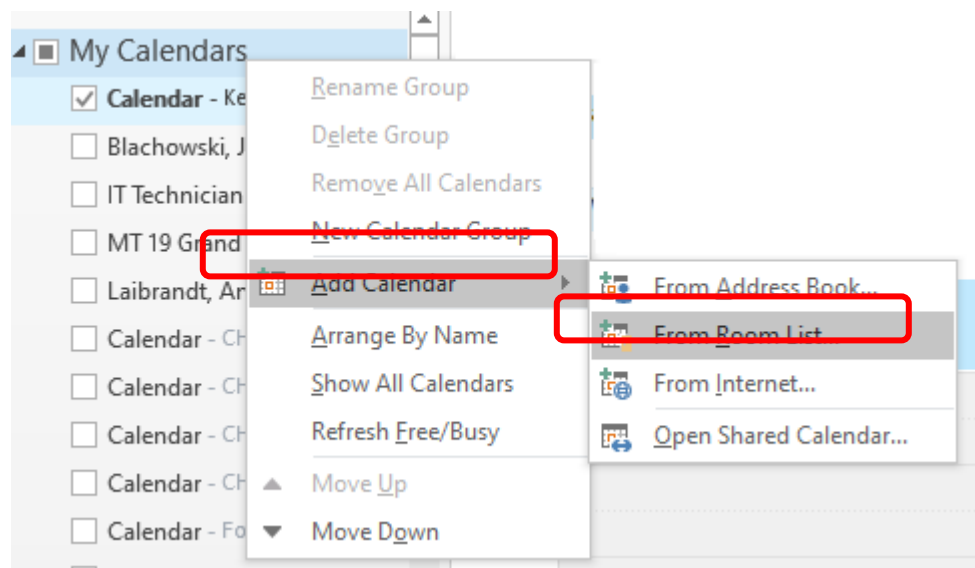 My Calendars
Calendar - Ke
Blachowski, J
IT Technician
MT 19 Grand
Laibrandt, Ar
Calendar - CH
Calendar - CH
Calendar - CH
Calendar - CH
Calendar - Fo
Rename Group
Delete Group
Remove All Calendars
New Calendar Group
Add Calendar
Arrange By Name
Show All Calendars
Refresh Free/Busy
Move Up
Move Down
From Address Book...
From Room List...
From Internet...
Open Shared Calendar...